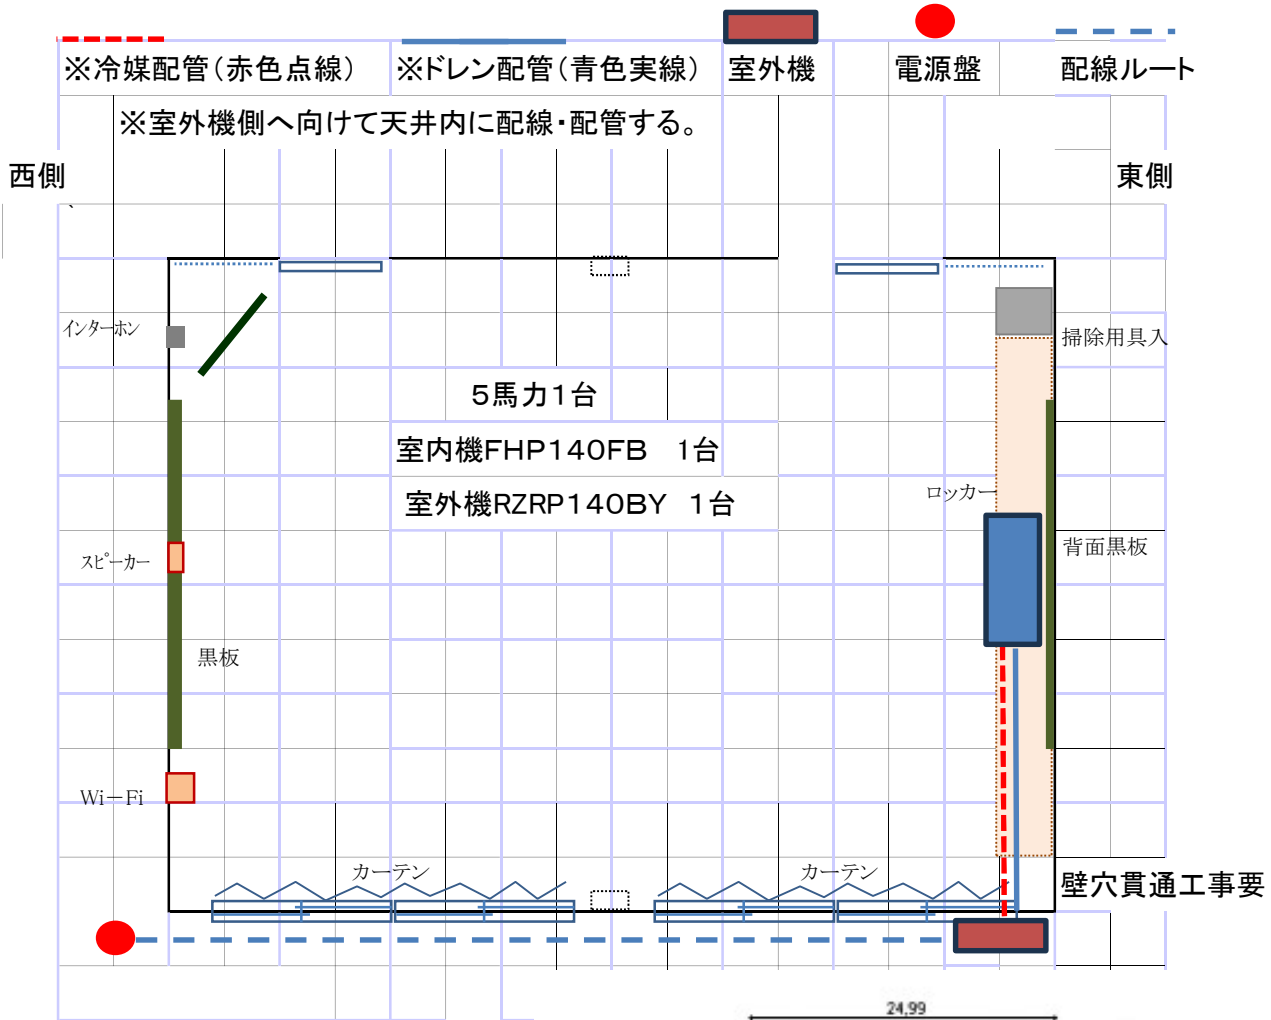 ※冷媒配管（赤色点線） ※ドレン配管（青色実線） 室外機 電源盤 配線ルート
※室外機側へ向けて天井内に配線・配管する。
西側 東側
、
インターホン
掃除用具入
５馬力１台
室内機FHP140FB 1台
室外機RZRP140BY 1台
ロッカー
背面黒板
スピーカー
黒板
Wi－Fi
カーテン カーテン
壁穴貫通工事要
24,99